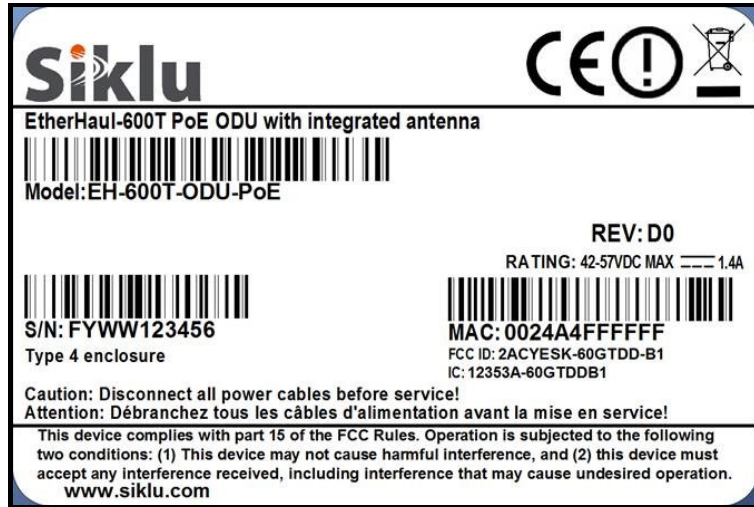 Siklu
CE
EtherHaul-600T PoE ODU with integrated antenna
Model:EH-600T-ODU-PoE
REV:D0
RATING: 42-57VDC MAX 1.4A
S/N: FYWW123456
MAC: 0024A4FFFFFF
Type 4 enclosure
FCC ID: 2ACYESK-60GTDD-B1
IC: 12353A-60GTDDB1
Caution: Disconnect all power cables before service!
Attention: Débranchez tous les câbles d'alimentation avant la mise en service!
This device complies with part 15 of the FCC Rules. Operation is subjected to the following
two conditions: (1) This device may not cause harmful interference, and (2) this device must
accept any interference received, including interference that may cause undesired operation.
www.siklu.com